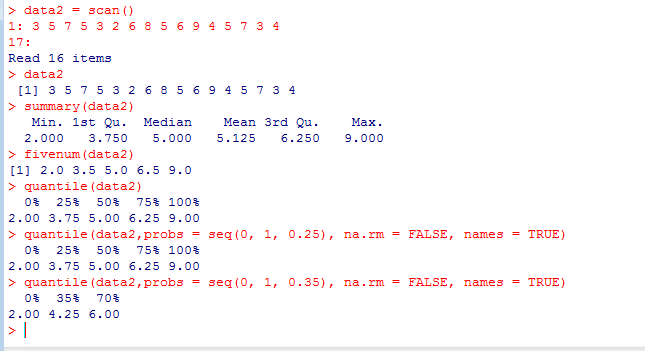 > data2 = scan()
1: 3 5 7 5 3 2 6 8 5 6 9 4 5 7 3 4
17:
Read 16 items
> data2
 [1] 3 5 7 5 3 2 6 8 5 6 9 4 5 7 3 4
> summary(data2)
   Min. 1st Qu.  Median    Mean 3rd Qu.    Max.
  2.000   3.750   5.000   5.125   6.250   9.000
> fivenum(data2)
[1] 2.0 3.5 5.0 6.5 9.0
> quantile(data2)
  0%  25%  50%  75% 100%
2.00 3.75 5.00 6.25 9.00
> quantile(data2,probs = seq(0, 1, 0.25), na.rm = FALSE, names = TRUE)
  0%  25%  50%  75% 100%
2.00 3.75 5.00 6.25 9.00
> quantile(data2,probs = seq(0, 1, 0.35), na.rm = FALSE, names = TRUE)
  0%  35%  70%
2.00 4.25 6.00
>